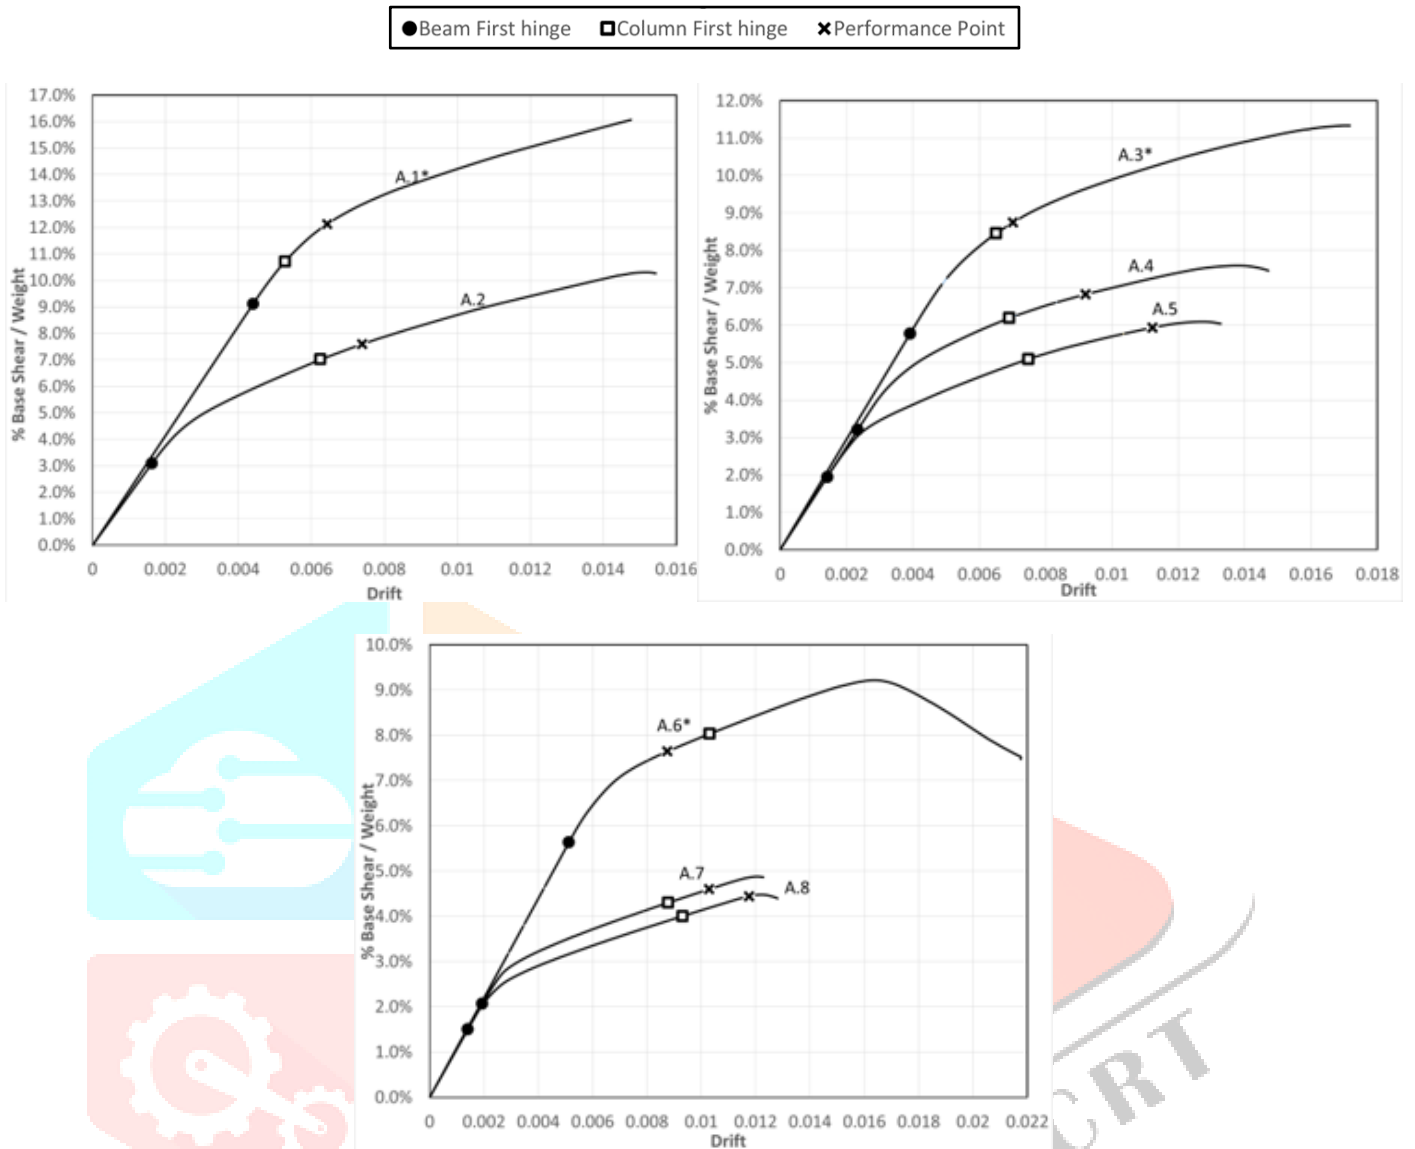 Beam First hinge Column First hinge Performance Point
17.0%
16.0%
15.0%
14.0%
13.0%
12.0%
11.0%
10.0%
9.0%
8.0%
7.0%
6.0%
5.0%
4.0%
3.0%
2.0%
1.0%
0.0%
% Base Shear / Weight
A.1*
A.2
0 0.002 0.004 0.006 0.008 0.01 0.012 0.014 0.016
Drift
12.0%
11.0%
10.0%
9.0%
8.0%
7.0%
6.0%
5.0%
4.0%
3.0%
2.0%
1.0%
0.0%
% Base Shear / Weight
A.3*
A.4
A.5
0 0.002 0.004 0.006 0.008 0.01 0.012 0.014 0.016 0.018
Drift
10.0%
9.0%
8.0%
7.0%
6.0%
5.0%
4.0%
3.0%
2.0%
1.0%
0.0%
% Base Shear / Weight
A.6*
A.7
A.8
0 0.002 0.004 0.006 0.008 0.01 0.012 0.014 0.016 0.018 0.02 0.022
Drift
CRT